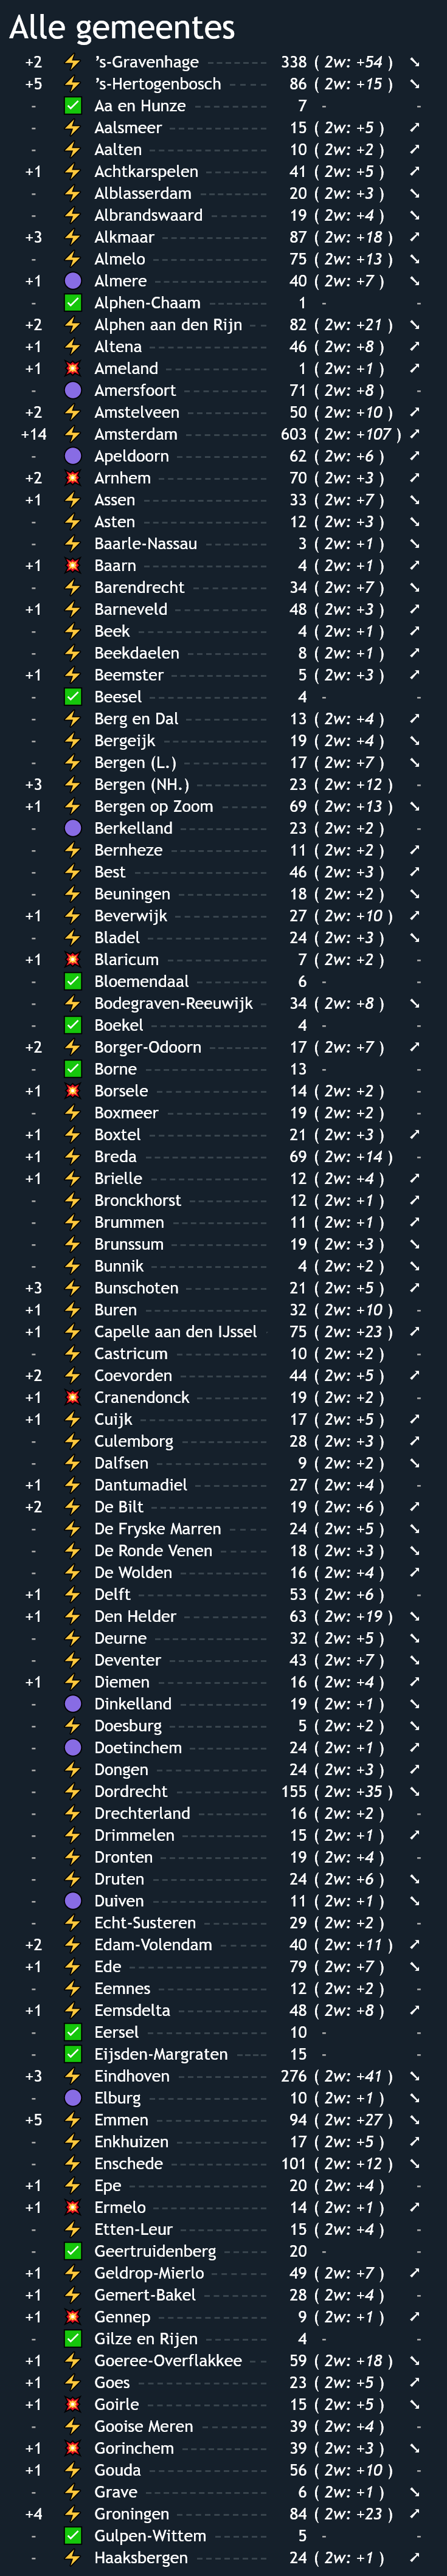 Alle gemeentes
+2 ⚡ ’s-Gravenhage 338 ( 2w: +54 ) ➘
+5 ⚡ ’s-Hertogenbosch 86 ( 2w: +15 ) ➘
- ✅ Aa en Hunze 7 - -
- ⚡ Aalsmeer 15 ( 2w: +5 ) ➚
- ⚡ Aalten 10 ( 2w: +2 ) ➚
+1 ⚡ Achtkarspelen 41 ( 2w: +5 ) ➚
- ⚡ Alblasserdam 20 ( 2w: +3 ) ➘
- ⚡ Albrandswaard 19 ( 2w: +4 ) ➘
+3 ⚡ Alkmaar 87 ( 2w: +18 ) ➚
- ⚡ Almelo 75 ( 2w: +13 ) ➘
+1 🟣 Almere 40 ( 2w: +7 ) ➘
- ✅ Alphen-Chaam 1 - -
+2 ⚡ Alphen aan den Rijn 82 ( 2w: +21 ) ➘
+1 ⚡ Altena 46 ( 2w: +8 ) ➚
+1 💥 Ameland 1 ( 2w: +1 ) ➚
- 🟣 Amersfoort 71 ( 2w: +8 ) -
+2 ⚡ Amstelveen 50 ( 2w: +10 ) ➚
+14 ⚡ Amsterdam 603 ( 2w: +107 ) ➚
- 🟣 Apeldoorn 62 ( 2w: +6 ) ➚
+2 💥 Arnhem 70 ( 2w: +3 ) ➚
+1 ⚡ Assen 33 ( 2w: +7 ) ➘
- ⚡ Asten 12 ( 2w: +3 ) ➘
- ⚡ Baarle-Nassau 3 ( 2w: +1 ) ➘
+1 💥 Baarn 4 ( 2w: +1 ) ➚
- ⚡ Barendrecht 34 ( 2w: +7 ) ➘
+1 ⚡ Barneveld 48 ( 2w: +3 ) ➚
- ⚡ Beek 4 ( 2w: +1 ) ➚
- ⚡ Beekdaelen 8 ( 2w: +1 ) ➚
+1 ⚡ Beemster 5 ( 2w: +3 ) ➚
- ✅ Beesel 4 - -
- ⚡ Berg en Dal 13 ( 2w: +4 ) ➚
- ⚡ Bergeijk 19 ( 2w: +4 ) ➘
- ⚡ Bergen (L.) 17 ( 2w: +7 ) ➘
+3 ⚡ Bergen (NH.) 23 ( 2w: +12 ) -
+1 ⚡ Bergen op Zoom 69 ( 2w: +13 ) ➘
- 🟣 Berkelland 23 ( 2w: +2 ) -
- ⚡ Bernheze 11 ( 2w: +2 ) ➚
- ⚡ Best 46 ( 2w: +3 ) ➚
- ⚡ Beuningen 18 ( 2w: +2 ) ➘
+1 ⚡ Beverwijk 27 ( 2w: +10 ) ➚
- ⚡ Bladel 24 ( 2w: +3 ) ➘
+1 💥 Blaricum 7 ( 2w: +2 ) -
- ✅ Bloemendaal 6 - -
- ⚡ Bodegraven-Reeuwijk 34 ( 2w: +8 ) ➘
- ✅ Boekel 4 - -
+2 ⚡ Borger-Odoorn 17 ( 2w: +7 ) ➚
- ✅ Borne 13 - -
+1 💥 Borsele 14 ( 2w: +2 ) -
- ⚡ Boxmeer 19 ( 2w: +2 ) -
+1 ⚡ Boxtel 21 ( 2w: +3 ) ➚
+1 ⚡ Breda 69 ( 2w: +14 ) -
+1 ⚡ Brielle 12 ( 2w: +4 ) ➚
- ⚡ Bronckhorst 12 ( 2w: +1 ) ➚
- ⚡ Brummen 11 ( 2w: +1 ) ➚
- ⚡ Brunssum 19 ( 2w: +3 ) ➘
- ⚡ Bunnik 4 ( 2w: +2 ) ➘
+3 ⚡ Bunschoten 21 ( 2w: +5 ) ➚
+1 ⚡ Buren 32 ( 2w: +10 ) -
+1 ⚡ Capelle aan den IJssel 75 ( 2w: +23 ) ➚
- ⚡ Castricum 10 ( 2w: +2 ) -
+2 ⚡ Coevorden 44 ( 2w: +5 ) ➚
+1 💥 Cranendonck 19 ( 2w: +2 ) -
+1 ⚡ Cuijk 17 ( 2w: +5 ) ➚
- ⚡ Culemborg 28 ( 2w: +3 ) ➚
- ⚡ Dalfsen 9 ( 2w: +2 ) ➘
+1 ⚡ Dantumadiel 27 ( 2w: +4 ) -
+2 ⚡ De Bilt 19 ( 2w: +6 ) ➚
- ⚡ De Fryske Marren 24 ( 2w: +5 ) ➘
- ⚡ De Ronde Venen 18 ( 2w: +3 ) ➘
- ⚡ De Wolden 16 ( 2w: +4 ) ➚
+1 ⚡ Delft 53 ( 2w: +6 ) -
+1 ⚡ Den Helder 63 ( 2w: +19 ) ➘
- ⚡ Deurne 32 ( 2w: +5 ) ➘
- ⚡ Deventer 43 ( 2w: +7 ) ➘
+1 ⚡ Diemen 16 ( 2w: +4 ) ➚
- 🟣 Dinkelland 19 ( 2w: +1 ) ➘
- ⚡ Doesburg 5 ( 2w: +2 ) ➘
- 🟣 Doetinchem 24 ( 2w: +1 ) ➚
- ⚡ Dongen 24 ( 2w: +3 ) ➚
- ⚡ Dordrecht 155 ( 2w: +35 ) ➘
- ⚡ Drechterland 16 ( 2w: +2 ) -
- ⚡ Drimmelen 15 ( 2w: +1 ) ➚
- ⚡ Dronten 19 ( 2w: +4 ) -
- ⚡ Druten 24 ( 2w: +6 ) ➘
- 🟣 Duiven 11 ( 2w: +1 ) ➘
- ⚡ Echt-Susteren 29 ( 2w: +2 ) -
+2 ⚡ Edam-Volendam 40 ( 2w: +11 ) ➚
+1 ⚡ Ede 79 ( 2w: +7 ) ➘
- ⚡ Eemnes 12 ( 2w: +2 ) -
+1 ⚡ Eemsdelta 48 ( 2w: +8 ) ➚
- ✅ Eersel 10 - -
- ✅ Eijsden-Margraten 15 - -
+3 ⚡ Eindhoven 276 ( 2w: +41 ) ➘
- 🟣 Elburg 10 ( 2w: +1 ) ➘
+5 ⚡ Emmen 94 ( 2w: +27 ) ➘
- ⚡ Enkhuizen 17 ( 2w: +5 ) ➚
- ⚡ Enschede 101 ( 2w: +12 ) ➘
+1 ⚡ Epe 20 ( 2w: +4 ) -
+1 💥 Ermelo 14 ( 2w: +1 ) ➚
- ⚡ Etten-Leur 15 ( 2w: +4 ) -
- ✅ Geertruidenberg 20 - -
+1 ⚡ Geldrop-Mierlo 49 ( 2w: +7 ) ➚
+1 ⚡ Gemert-Bakel 28 ( 2w: +4 ) -
+1 💥 Gennep 9 ( 2w: +1 ) ➚
- ✅ Gilze en Rijen 4 - -
+1 ⚡ Goeree-Overflakkee 59 ( 2w: +18 ) ➘
+1 ⚡ Goes 23 ( 2w: +5 ) ➚
+1 💥 Goirle 15 ( 2w: +5 ) ➘
- ⚡ Gooise Meren 39 ( 2w: +4 ) -
+1 💥 Gorinchem 39 ( 2w: +3 ) ➘
+1 ⚡ Gouda 56 ( 2w: +10 ) -
- ⚡ Grave 6 ( 2w: +1 ) ➘
+4 ⚡ Groningen 84 ( 2w: +23 ) ➚
- ✅ Gulpen-Wittem 5 - -
- ⚡ Haaksbergen 24 ( 2w: +1 ) ➚